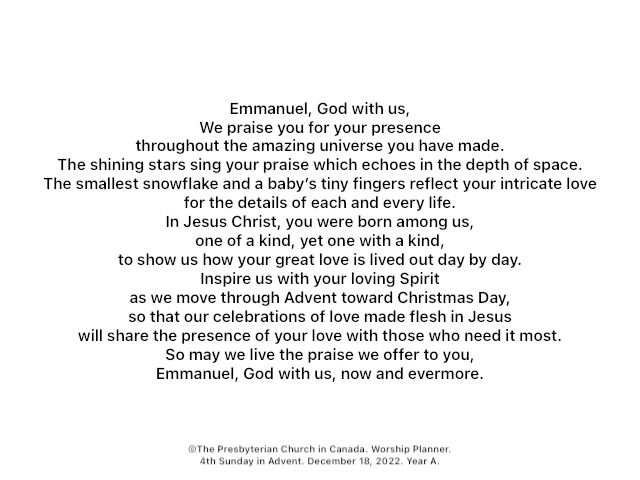 Emmanuel, God with us,
We praise you for your presence
throughout the amazing universe you have made.
The shining stars sing your praise which echoes in the depth of space.
The smallest snowflake and a baby’s tiny fingers reflect your intricate love
for the details of each and every life.
In Jesus Christ, you were born among us,
one of a kind, yet one with a kind,
to show us how your great love is lived out day by day.
Inspire us with your loving Spirit
as we move through Advent toward Christmas Day,
so that our celebrations of love made flesh in Jesus
will share the presence of your love with those who need it most.
So may we live the praise we offer to you,
Emmanuel, God with us, now and evermore.
©The Presbyterian Church in Canada. Worship Planner.
4th Sunday in Advent. December 18, 2022. Year A.